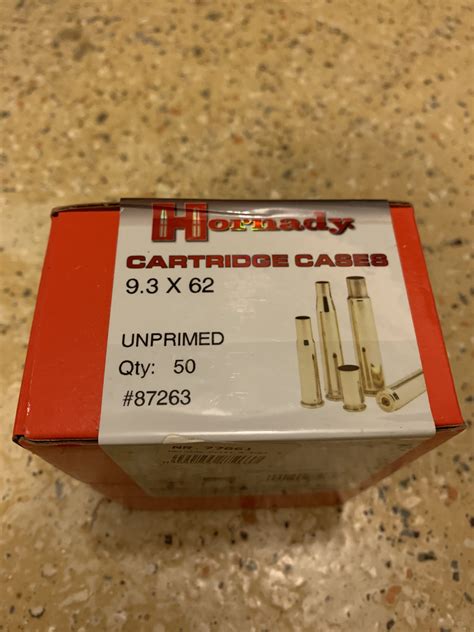 Hornady
CARTRIDGE CASES
9.3 X 62
UNPRIMED
Qty: 50
#87263